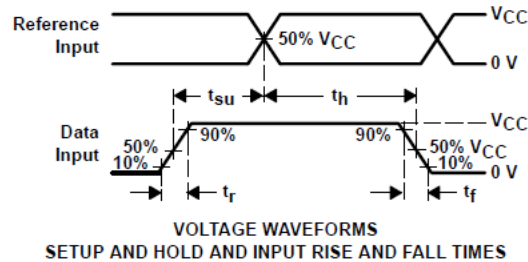 Reference
Input
VCC
50% VCC
0 V
tsu
th
Data
Input
VCC
90%
90%
50%
50% VCC
10%
10%
0 V
tr
tf
VOLTAGE WAVEFORMS
SETUP AND HOLD AND INPUT RISE AND FALL TIMES